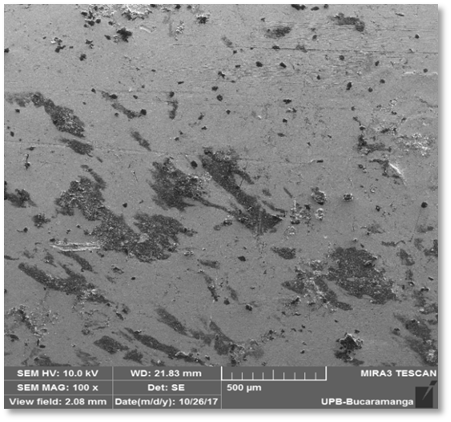 SEM HV: 10.0 kV WD: 21.83 mm MIRA3 TESCAN
SEM MAG: 100 x Det: SE 500 µm
View field: 2.08 mm Date(m/d/y): 10/26/17 UPB-Bucaramanga